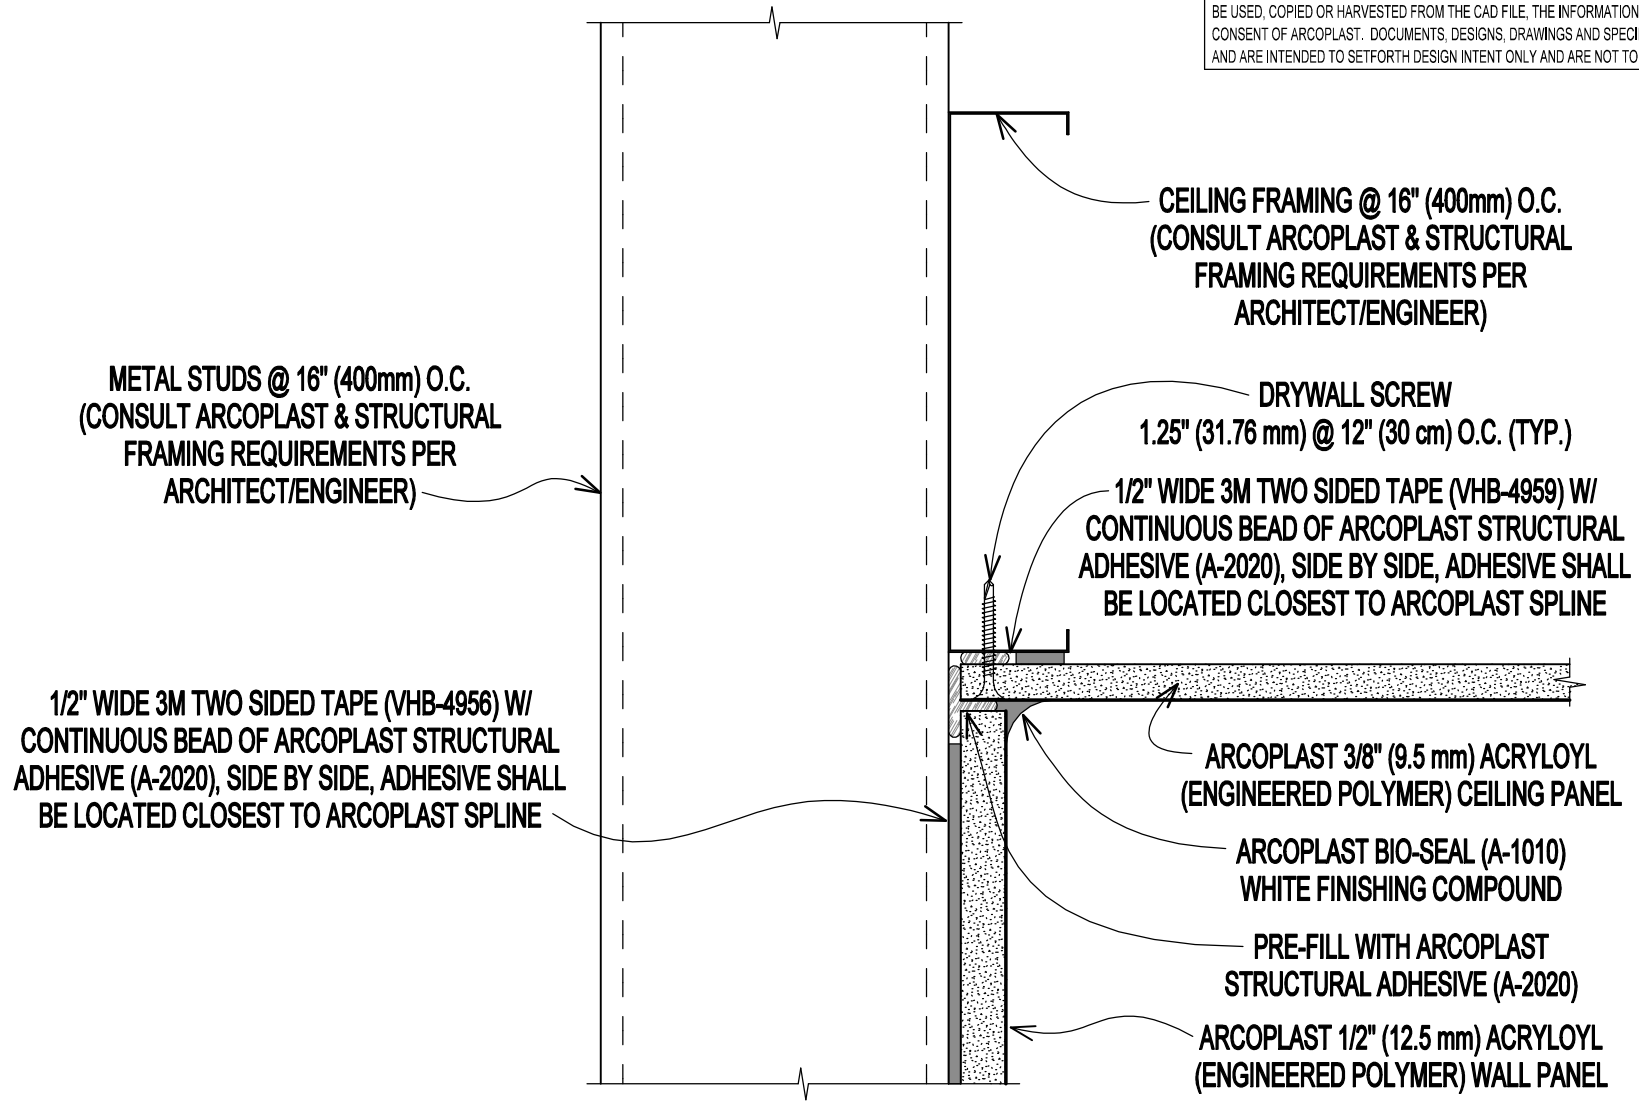 BE USED, COPIED OR HARVESTED FROM THE CAD FILE, THE INFORMATION
CONSENT OF ARCOPLAST. DOCUMENTS, DESIGNS, DRAWINGS AND SPECI
AND ARE INTENDED TO SETFORTH DESIGN INTENT ONLY AND ARE NOT TO
CEILING FRAMING @ 16" (400mm) O.C.
(CONSULT ARCOPLAST & STRUCTURAL
FRAMING REQUIREMENTS PER
ARCHITECT/ENGINEER)
METAL STUDS @ 16" (400mm) O.C.
(CONSULT ARCOPLAST & STRUCTURAL
FRAMING REQUIREMENTS PER
ARCHITECT/ENGINEER)
DRYWALL SCREW
1.25" (31.76 mm) @ 12" (30 cm) O.C. (TYP.)
1/2" WIDE 3M TWO SIDED TAPE (VHB-4959) W/
CONTINUOUS BEAD OF ARCOPLAST STRUCTURAL
ADHESIVE (A-2020), SIDE BY SIDE, ADHESIVE SHALL
BE LOCATED CLOSEST TO ARCOPLAST SPLINE
1/2" WIDE 3M TWO SIDED TAPE (VHB-4956) W/
CONTINUOUS BEAD OF ARCOPLAST STRUCTURAL
ADHESIVE (A-2020), SIDE BY SIDE, ADHESIVE SHALL
BE LOCATED CLOSEST TO ARCOPLAST SPLINE
ARCOPLAST 3/8" (9.5 mm) ACRYLOYL
(ENGINEERED POLYMER) CEILING PANEL
ARCOPLAST BIO-SEAL (A-1010)
WHITE FINISHING COMPOUND
PRE-FILL WITH ARCOPLAST
STRUCTURAL ADHESIVE (A-2020)
ARCOPLAST 1/2" (12.5 mm) ACRYLOYL
(ENGINEERED POLYMER) WALL PANEL